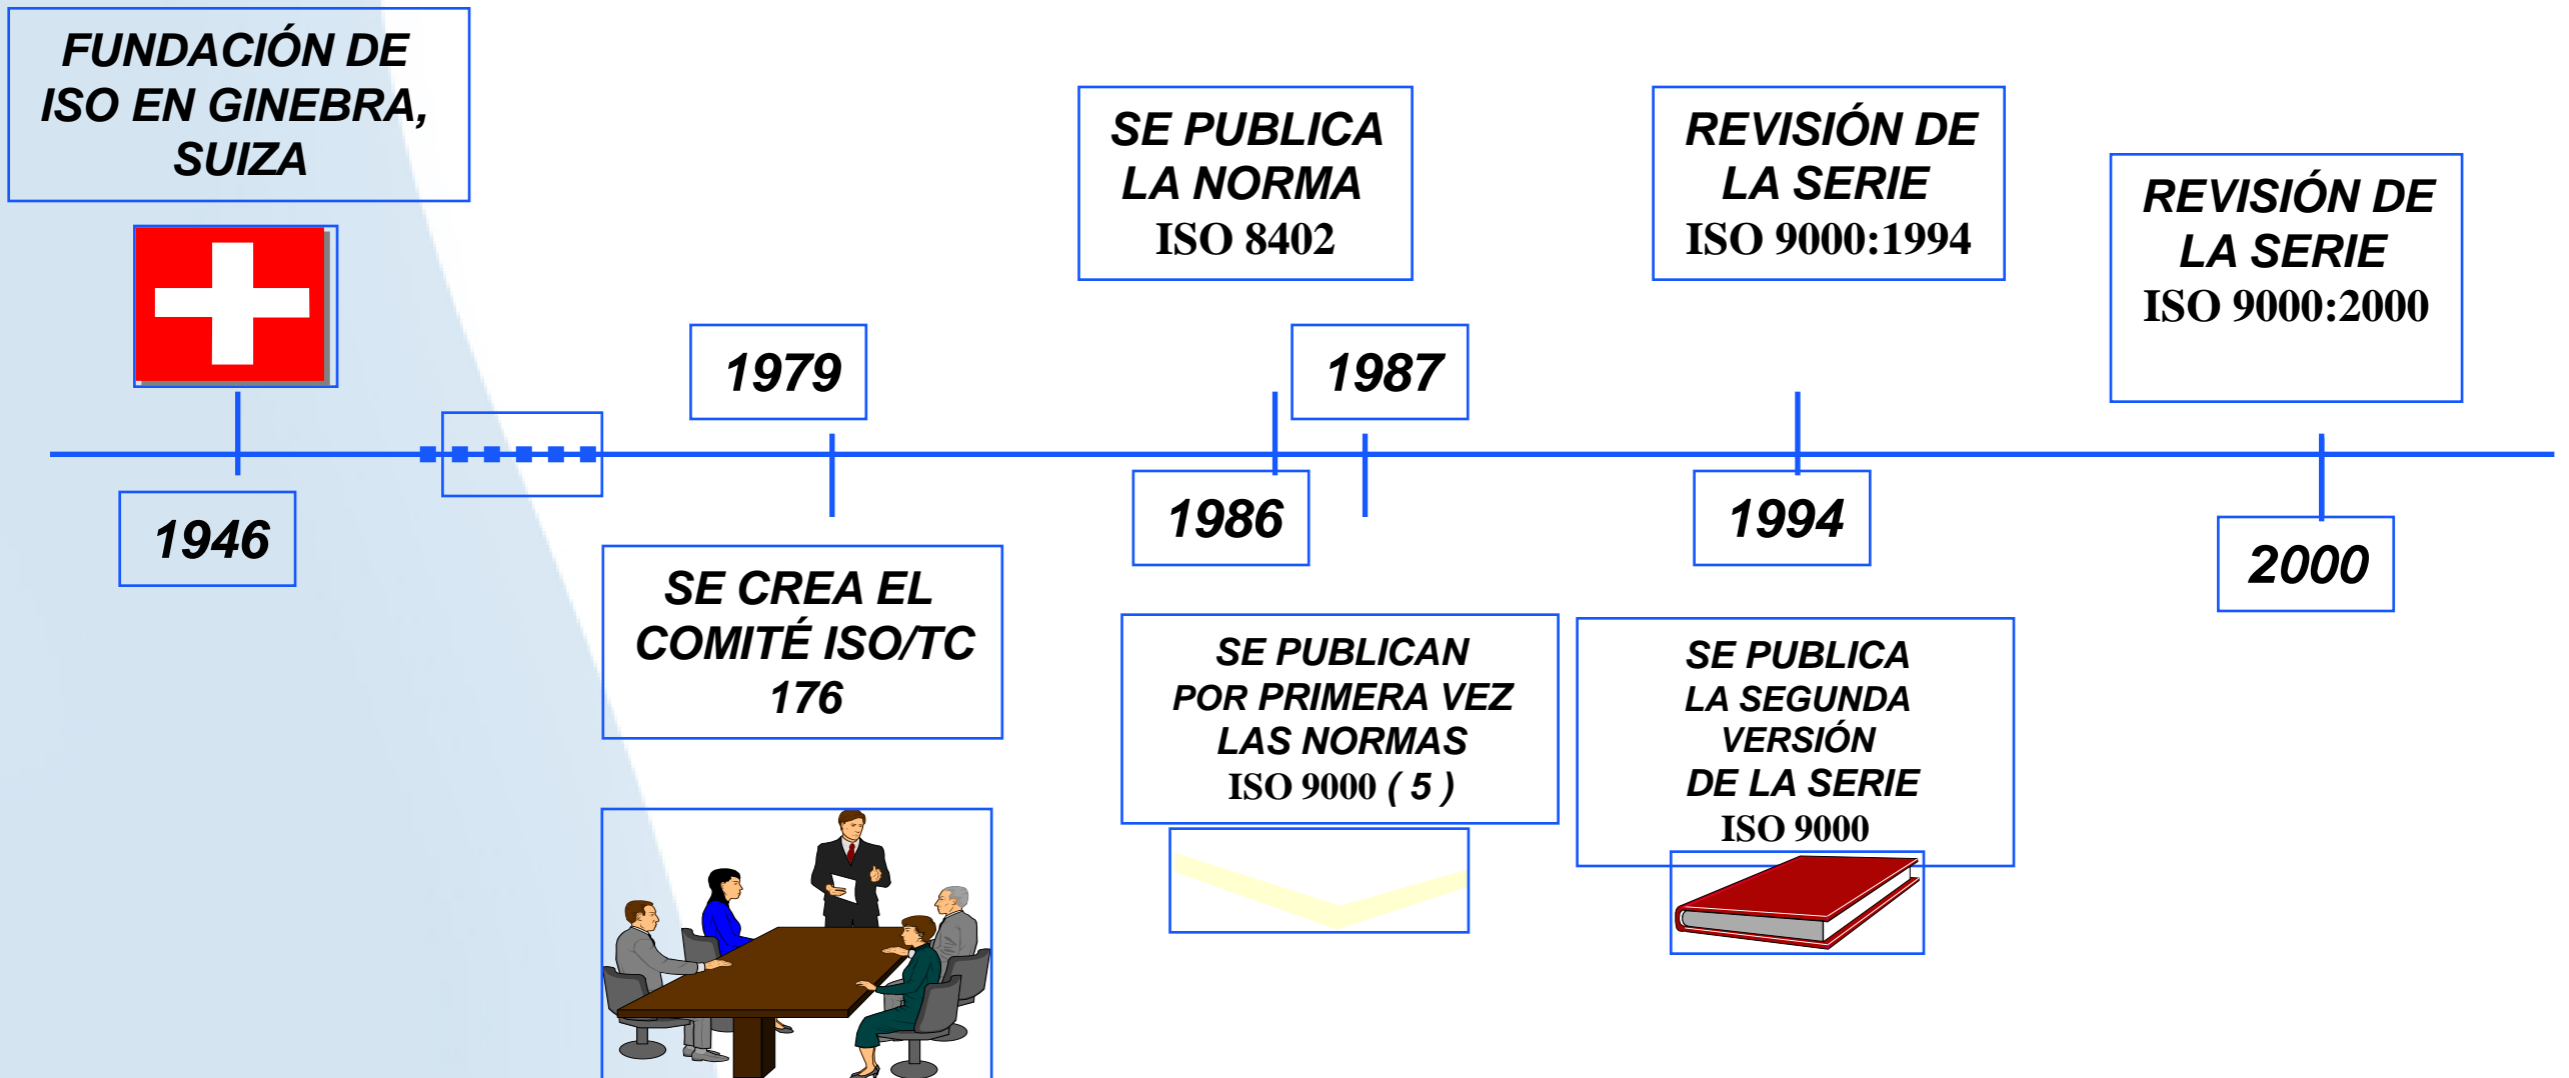 FUNDACIÓN DE
ISO EN GINEBRA,
SUIZA
1946
1979
SE CREA EL
COMITÉ ISO/TC
176
SE PUBLICA
LA NORMA
ISO 8402
1986
1987
SE PUBLICAN
POR PRIMERA VEZ
LAS NORMAS
ISO 9000 ( 5 )
REVISIÓN DE
LA SERIE
ISO 9000:1994
1994
SE PUBLICA
LA SEGUNDA
VERSIÓN
DE LA SERIE
ISO 9000
REVISIÓN DE
LA SERIE
ISO 9000:2000
2000